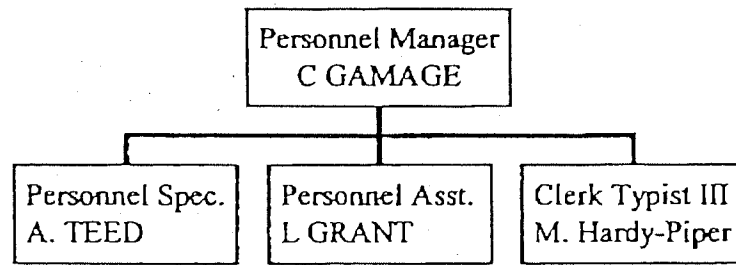 Personnel Manager
C GAMAGE
Personnel Spec.
A. TEED
Personnel Asst.
L GRANT
Clerk Typist III
M. Hardy-Piper